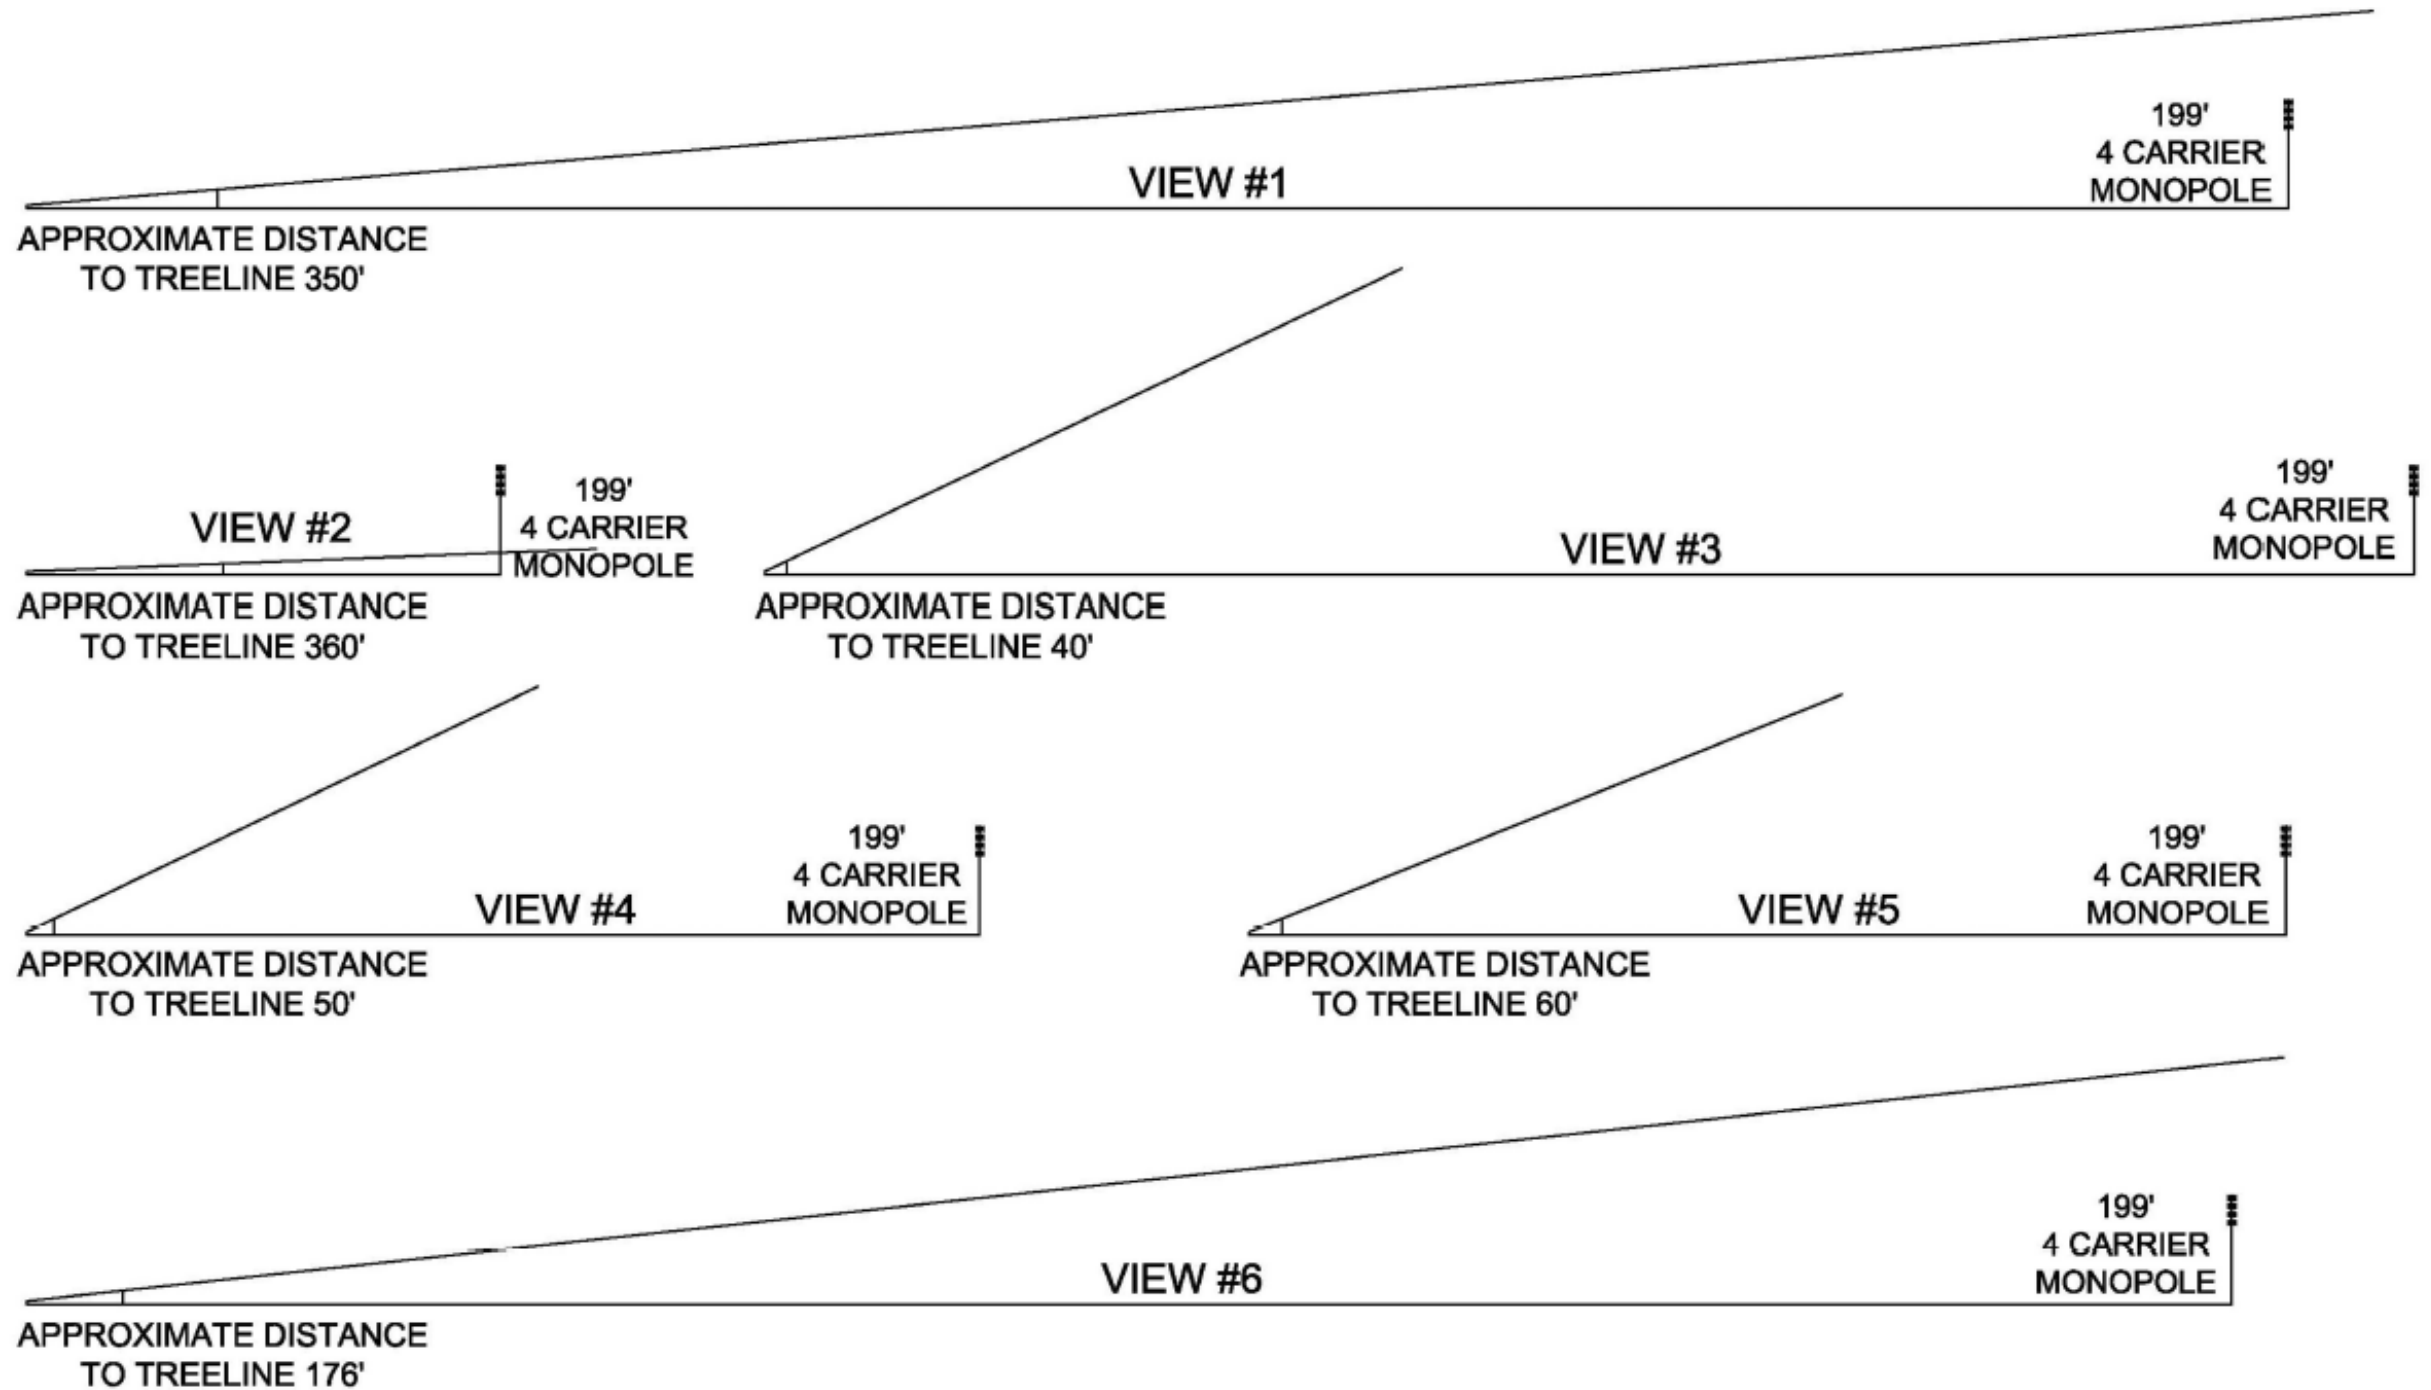 199'
4 CARRIER
MONOPOLE
VIEW #1
APPROXIMATE DISTANCE
TO TREELINE 350'
VIEW #2
199'
4 CARRIER
MONOPOLE
APPROXIMATE DISTANCE
TO TREELINE 360'
199'
4 CARRIER
MONOPOLE
VIEW #3
APPROXIMATE DISTANCE
TO TREELINE 40'
199'
4 CARRIER
MONOPOLE
VIEW #4
APPROXIMATE DISTANCE
TO TREELINE 50'
199'
4 CARRIER
MONOPOLE
VIEW #5
APPROXIMATE DISTANCE
TO TREELINE 60'
199'
4 CARRIER
MONOPOLE
VIEW #6
APPROXIMATE DISTANCE
TO TREELINE 176'